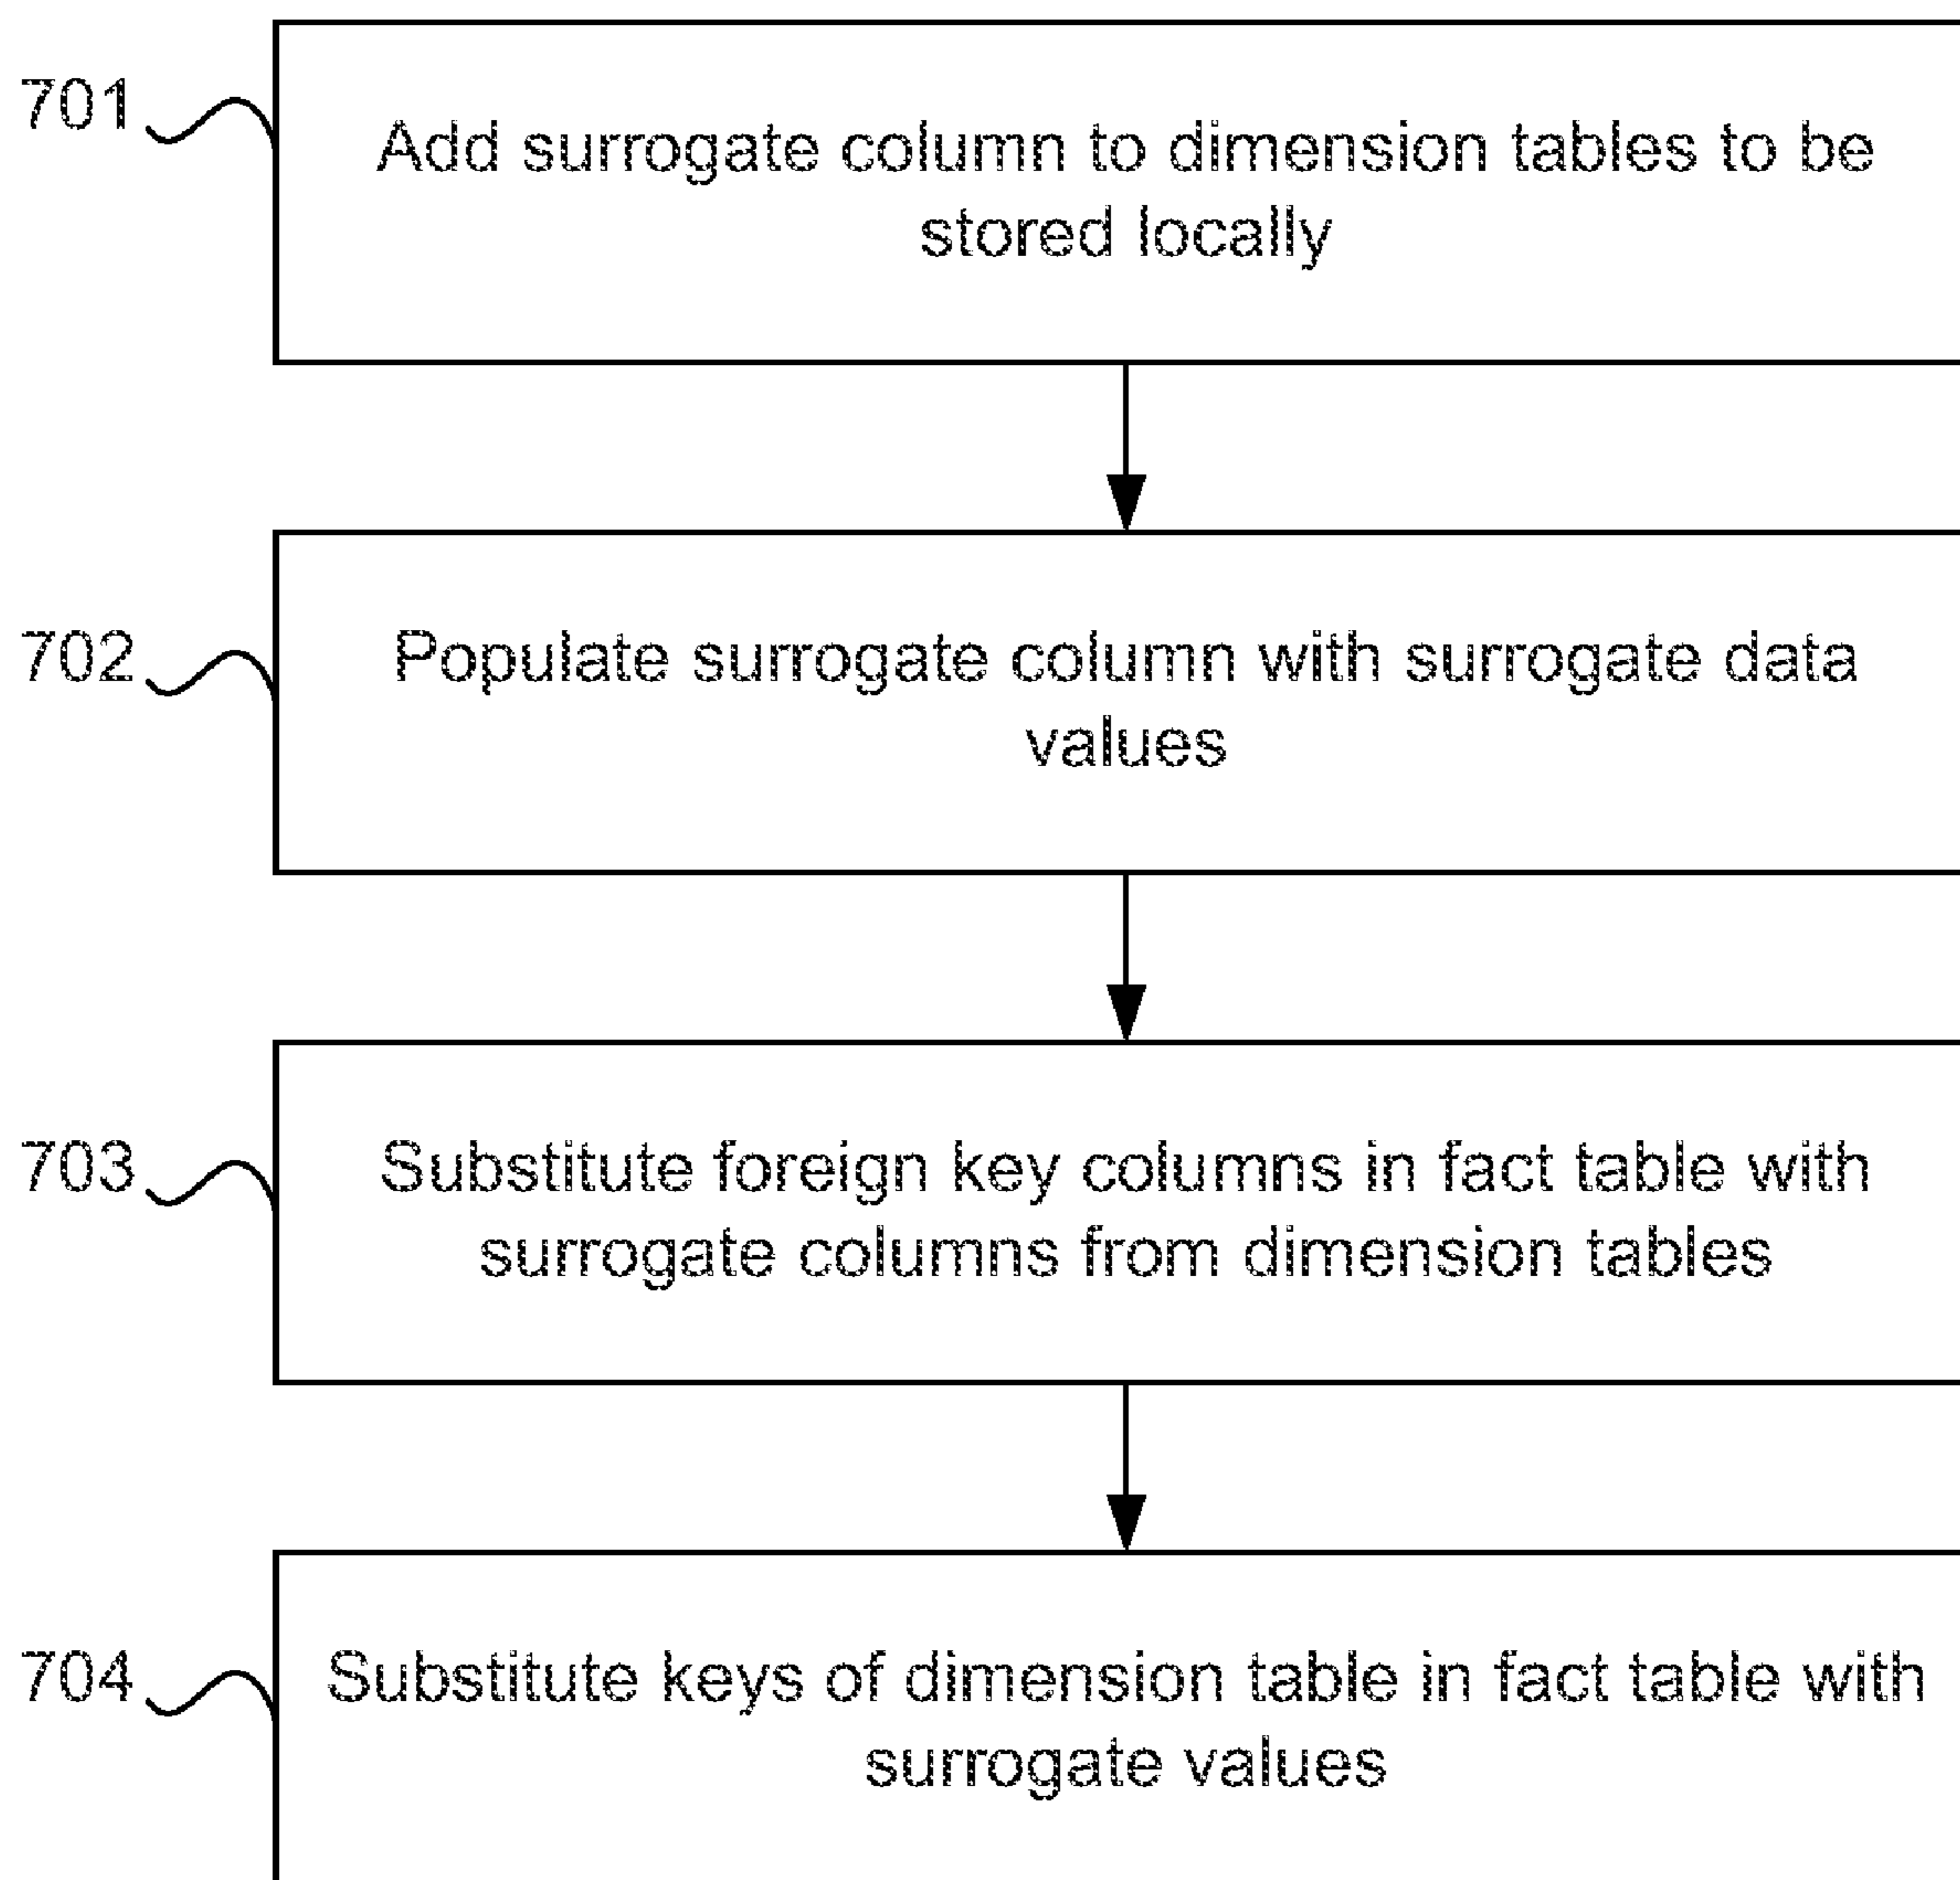 701
Add surrogate column to dimension tables to be
stored locally
702
Populate surrogate column with surrogate data
values
703
Substitute foreign key columns in fact table with
surrogate columns from dimension tables
704
Substitute keys of dimension table in fact table with
surrogate values